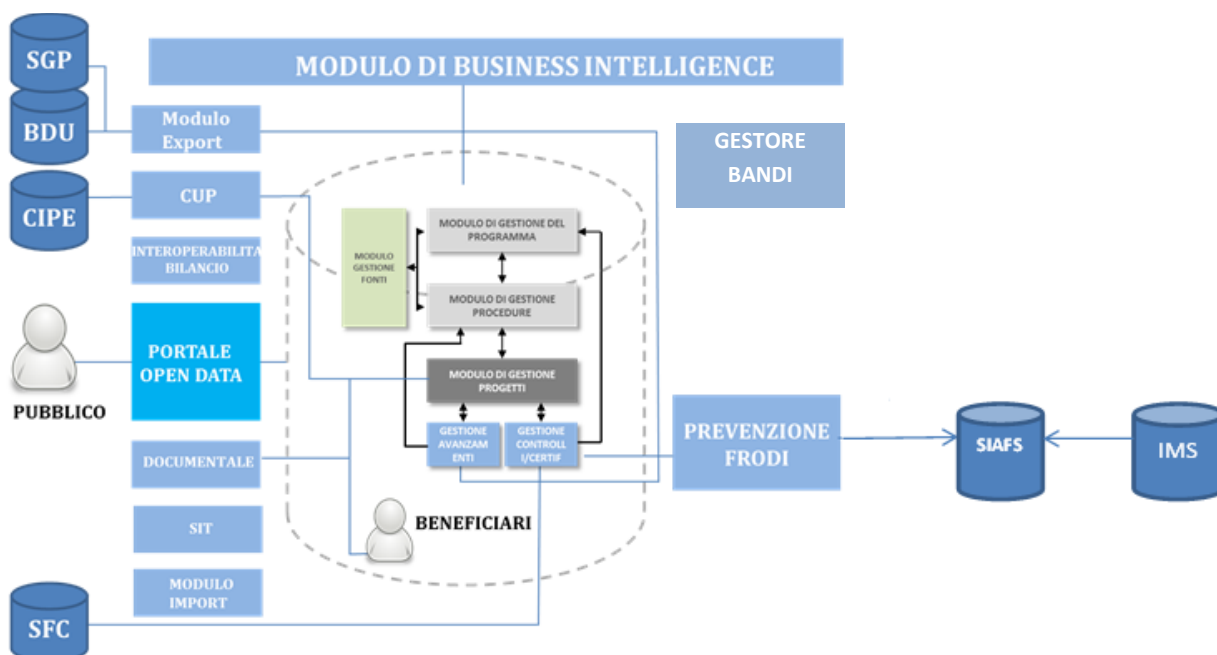 SGP
MODULO DI BUSINESS INTELLIGENCE
BDU
Modulo
Export
GESTORE
BANDI
CIPE
CUP
MODULO DI GESTIONE DEL
PROGRAMMA
INTEROPERABILITA
BILANCIO
MODULO
GESTIONE
FONTI
MODULO DI GESTIONE
PROCEDURE
PORTALE
OPEN DATA
PUBBLICO
MODULO DI GESTIONE
PROGETTI
GESTIONE
AVANZAM
ENTI
GESTIONE
CONTROLL
I/CERTIF
PREVENZIONE
FRODI
SIAFS
IMS
DOCUMENTALE
BENEFICIARI
SIT
MODULO
IMPORT
SFC